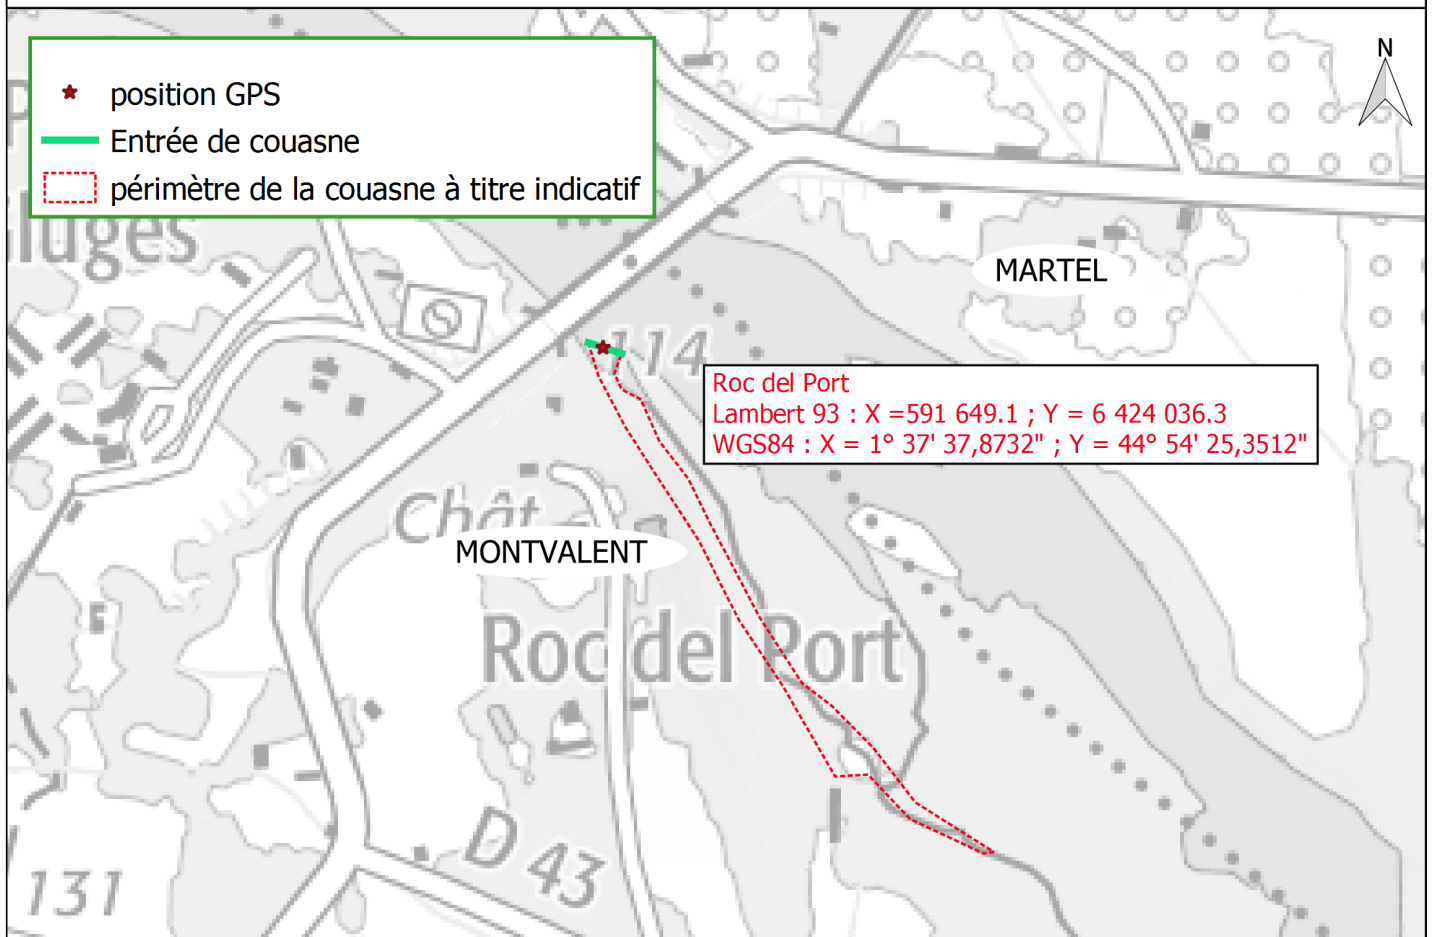 N
position GPS
Entrée de couasne
périmètre de la couasne à titre indicatif
luges
MARTEL
114
Roc del Port
Lambert 93 : X =591 649.1 ; Y = 6 424 036.3
WGS84 : X = 1° 37' 37,8732" ; Y = 44° 54' 25,3512"
Chât
MONTVALENT
Roc del Port
D 43
131